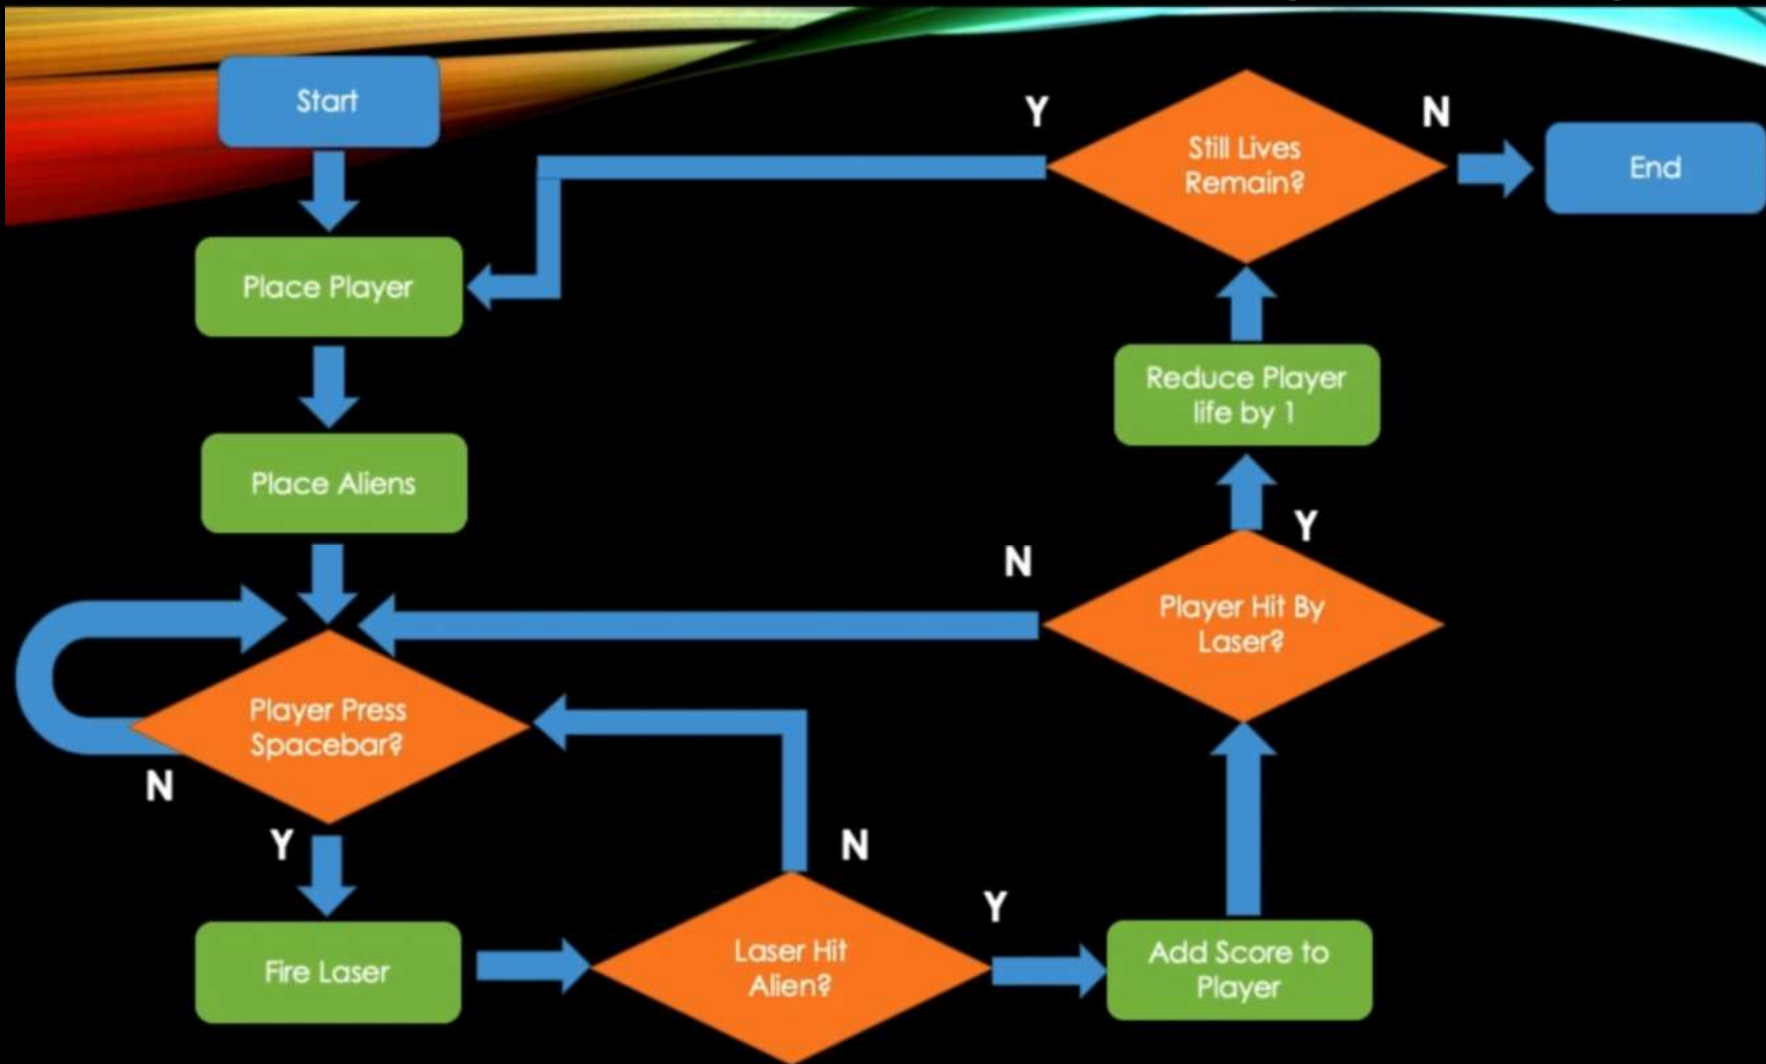 Start
Place Player
Place Aliens
Player Press
Spacebar?
N
Y
Fire Laser
Laser Hit
Alien?
N
Y
Add Score to
Player
Player Hit By
Laser?
N
Y
Reduce Player
life by 1
Still Lives
Remain?
Y
N
End